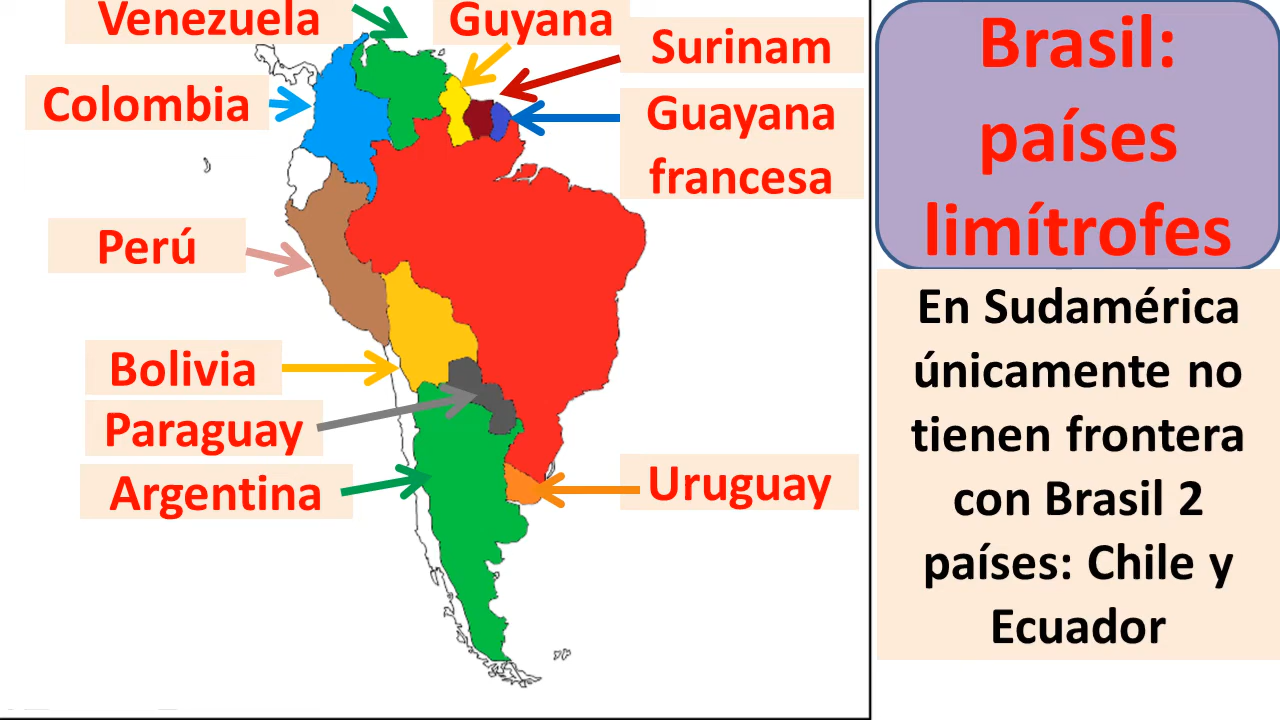 Venezuela
Guyana
Surinam
Colombia
Guayana
francesa
Perú
Bolivia
Paraguay
Argentina
Uruguay
Brasil:
países
limítrofes
En Sudamérica
únicamente no
tienen frontera
con Brasil 2
países: Chile y
Ecuador